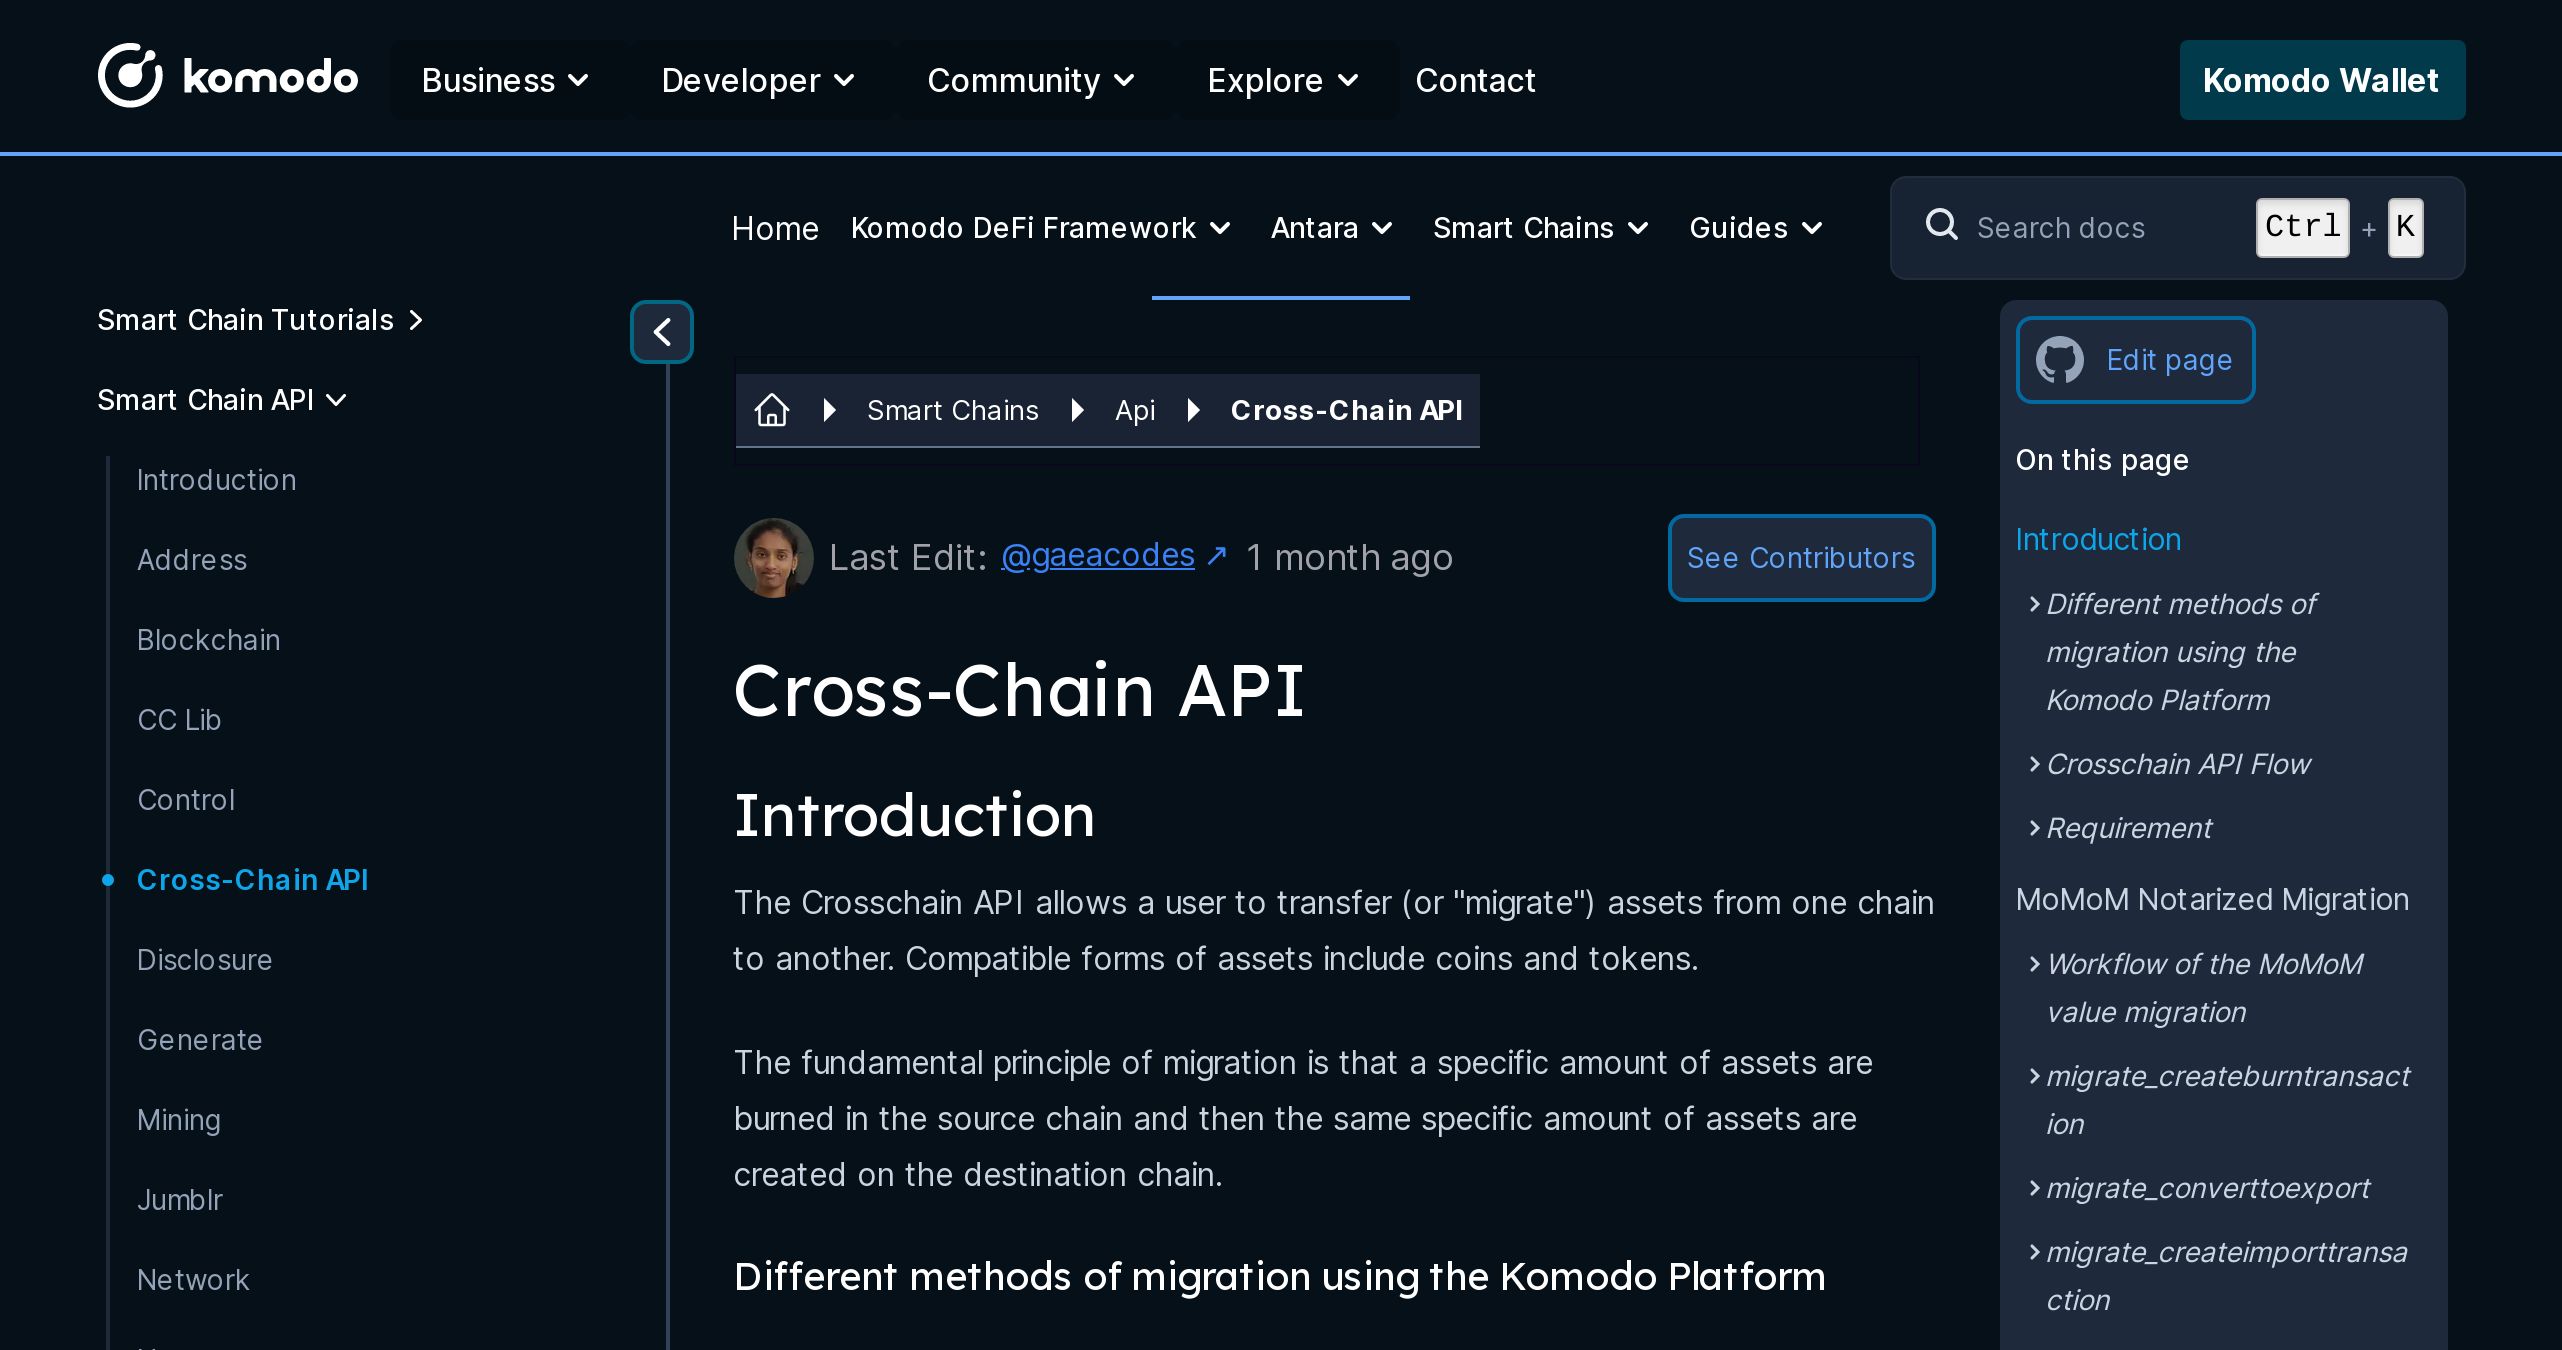 komodo
Business
Developer
Community
Explore
Contact
Komodo Wallet
Home
Komodo DeFi Framework
Antara
Smart Chains
Guides
Search docs
Ctrl + K
Smart Chain Tutorials
Smart Chain API
Introduction
Address
Blockchain
CC Lib
Control
Cross-Chain API
Disclosure
Generate
Mining
Jumblr
Network
Smart Chains
Api
Cross-Chain API
Last Edit: @gaeacodes ↗ 1 month ago
See Contributors
Cross-Chain API
Introduction
The Crosschain API allows a user to transfer (or "migrate") assets from one chain
to another. Compatible forms of assets include coins and tokens.
The fundamental principle of migration is that a specific amount of assets are
burned in the source chain and then the same specific amount of assets are
created on the destination chain.
Different methods of migration using the Komodo Platform
Edit page
On this page
Introduction
Different methods of
migration using the
Komodo Platform
Crosschain API Flow
Requirement
MoMoM Notarized Migration
Workflow of the MoMoM
value migration
migrate_createburntransact
ion
migrate_converttoexport
migrate_createimporttransa
ction